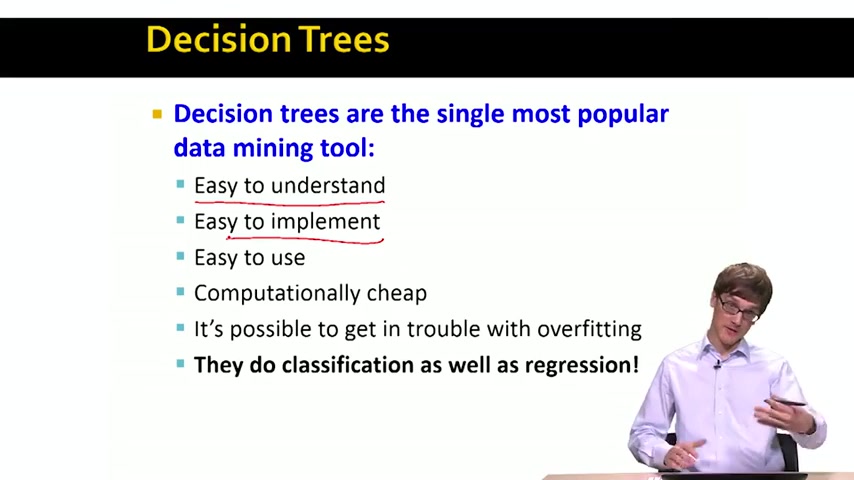 Decision Trees
Decision trees are the single most popular
data mining tool:
Easy to understand
Easy to implement
Easy to use
Computationally cheap
It's possible to get in trouble with overfitting
They do classification as well as regression!